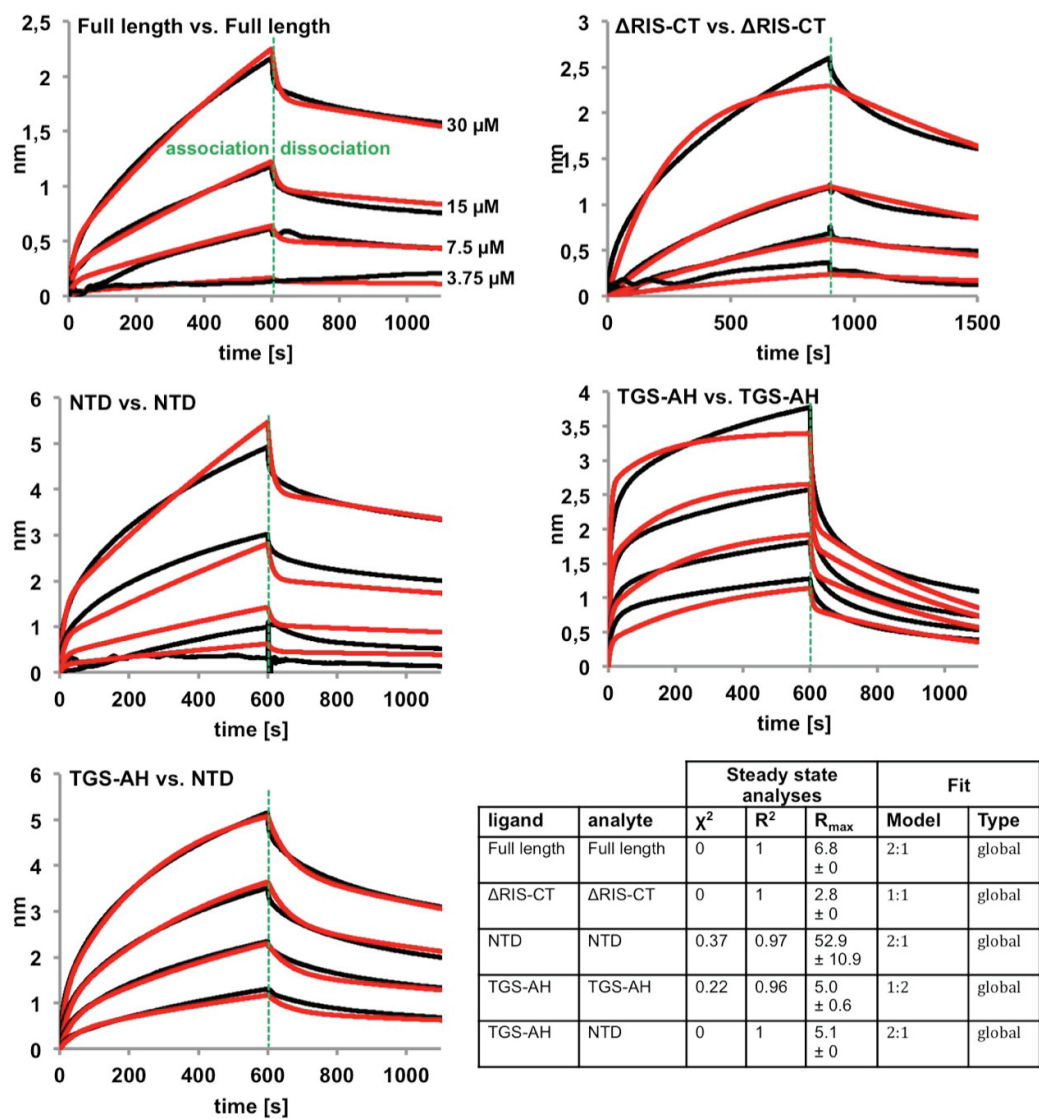 Full length vs. Full length
2,5
2
1,5
1
0,5
0
nm
association dissociation
30 µM
15 µM
7.5 µM
3.75 µM
0 200 400 600 800 1000
time [s]
ΔRIS-CT vs. ΔRIS-CT
3
2,5
2
1,5
1
0,5
0
nm
0 500 1000 1500
time [s]
NTD vs. NTD
6
5
4
3
2
1
0
nm
0 200 400 600 800 1000
time [s]
TGS-AH vs. TGS-AH
4
3,5
3
2,5
2
1,5
1
0,5
0
nm
0 200 400 600 800 1000
time [s]
TGS-AH vs. NTD
6
5
4
3
2
1
0
nm
0 200 400 600 800 1000
time [s]
Steady state
analyses
Fit
ligand analyte χ² R² Rmax Model Type
Full length Full length 0 1 6.8 2:1 global
± 0
ΔRIS-CT ΔRIS-CT 0 1 2.8 1:1 global
± 0
NTD NTD 0.37 0.97 52.9 2:1 global
± 10.9
TGS-AH TGS-AH 0.22 0.96 5.0 1:2 global
± 0.6
TGS-AH NTD 0 1 5.1 2:1 global
± 0